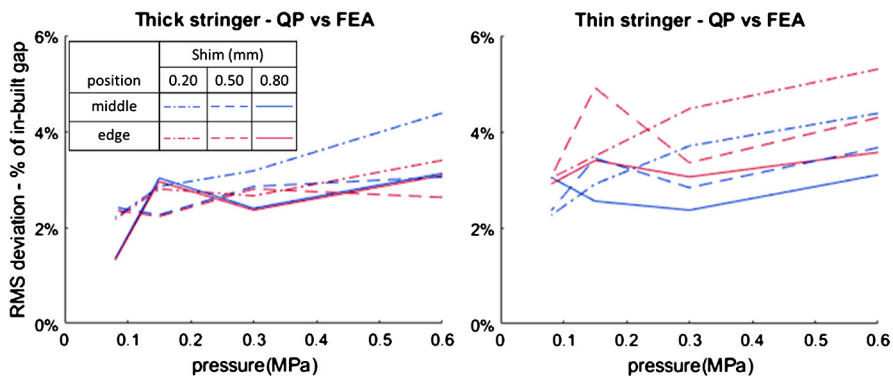 Thick stringer - QP vs FEA
RMS deviation - % of in-built gap
6%
4%
2%
0%
Shim (mm)
position 0.20 0.50 0.80
middle
edge
0 0.1 0.2 0.3 0.4 0.5 0.6
pressure(MPa)
Thin stringer - QP vs FEA
6%
4%
2%
0%
0 0.1 0.2 0.3 0.4 0.5 0.6
pressure(MPa)